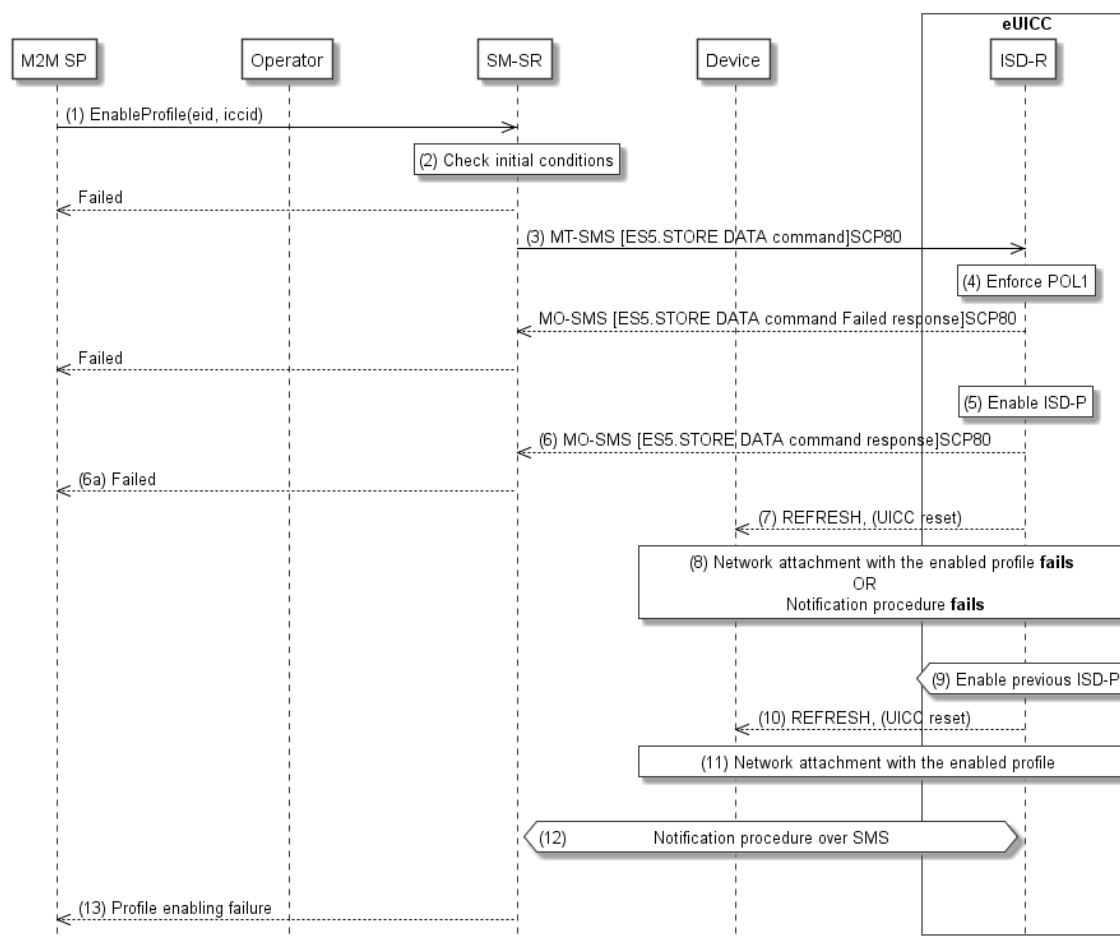 eUICC
M2M SP
Operator
SM-SR
Device
ISD-R
(1) EnableProfile(eid, iccid)
(2) Check initial conditions
Failed
(3) MT-SMS [ES5.STORE DATA command]SCP80
(4) Enforce POL1
MO-SMS [ES5.STORE DATA command Failed response]SCP80
Failed
(5) Enable ISD-P
(6) MO-SMS [ES5.STORE DATA command response]SCP80
(6a) Failed
(7) REFRESH, (UICC reset)
(8) Network attachment with the enabled profile fails
OR
Notification procedure fails
(9) Enable previous ISD-P
(10) REFRESH, (UICC reset)
(11) Network attachment with the enabled profile
(12) Notification procedure over SMS
(13) Profile enabling failure